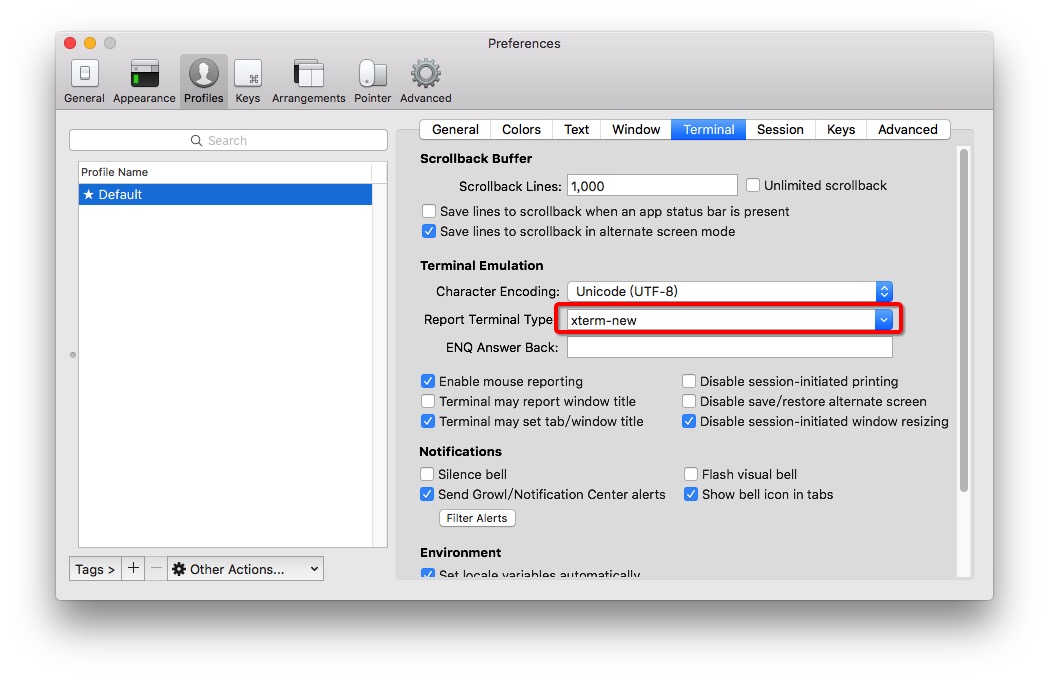 Preferences
General Appearance Profiles Keys Arrangements Pointer Advanced
Search
Profile Name
★ Default
Tags > + — Other Actions...
General Colors Text Window Terminal Session Keys Advanced
Scrollback Buffer
Scrollback Lines: 1,000 Unlimited scrollback
Save lines to scrollback when an app status bar is present
Save lines to scrollback in alternate screen mode
Terminal Emulation
Character Encoding: Unicode (UTF-8)
Report Terminal Type xterm-new
ENQ Answer Back:
Enable mouse reporting Disable session-initiated printing
Terminal may report window title Disable save/restore alternate screen
Terminal may set tab/window title Disable session-initiated window resizing
Notifications
Silence bell Flash visual bell
Send Growl/Notification Center alerts Show bell icon in tabs
Filter Alerts
Environment
Set locale variables automatically